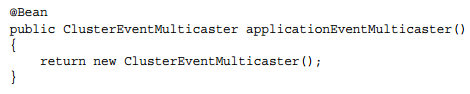 @Bean
public ClusterEventMulticaster applicationEventMulticaster()
{
    return new ClusterEventMulticaster();
}